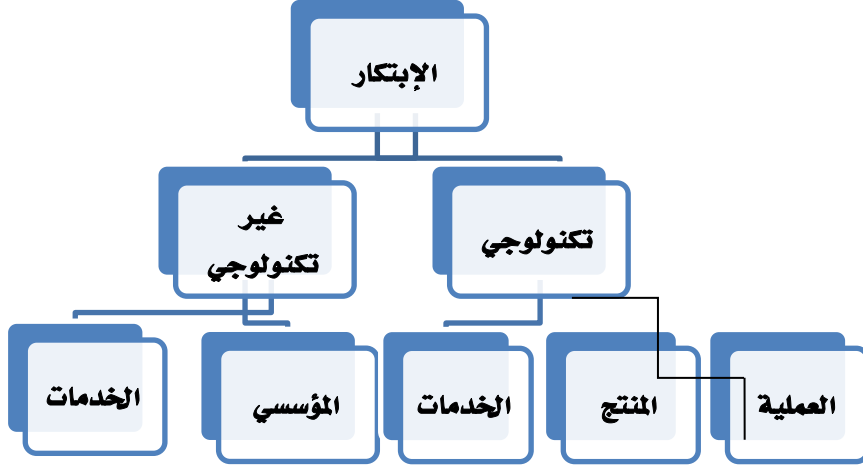 الإبتكار
تكنولوجي
غير
تكنولوجي
العملية
المنتج
الخدمات
المؤسسي
الخدمات